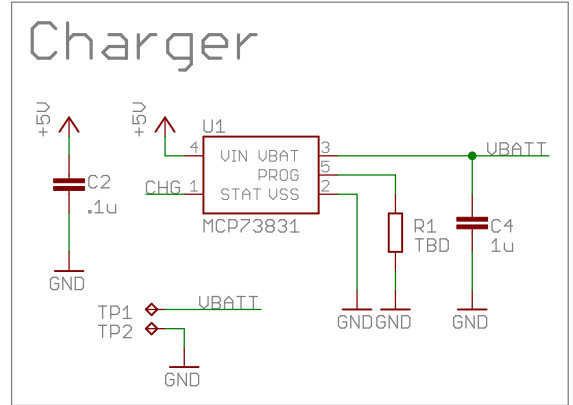 Charger
+5V
+5V
U1
4
VIN VBAT
3
PROG
5
CHG
1
STAT VSS
2
MCP73831
VBATT
C2
.1u
R1
TBD
C4
1u
GND
TP1
VBATT
TP2
GND
GND
GND
GND